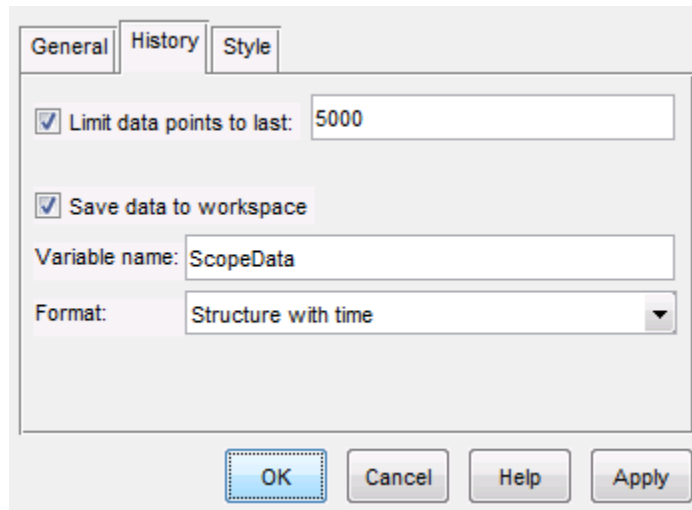 General History Style
Limit data points to last: 5000
Save data to workspace
Variable name: ScopeData
Format: Structure with time
OK Cancel Help Apply